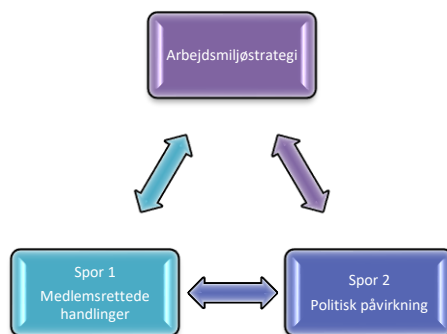 Arbejdsmiljøstrategi
Spor 1
Medlemsrettede
handlinger
Spor 2
Politisk påvirkning